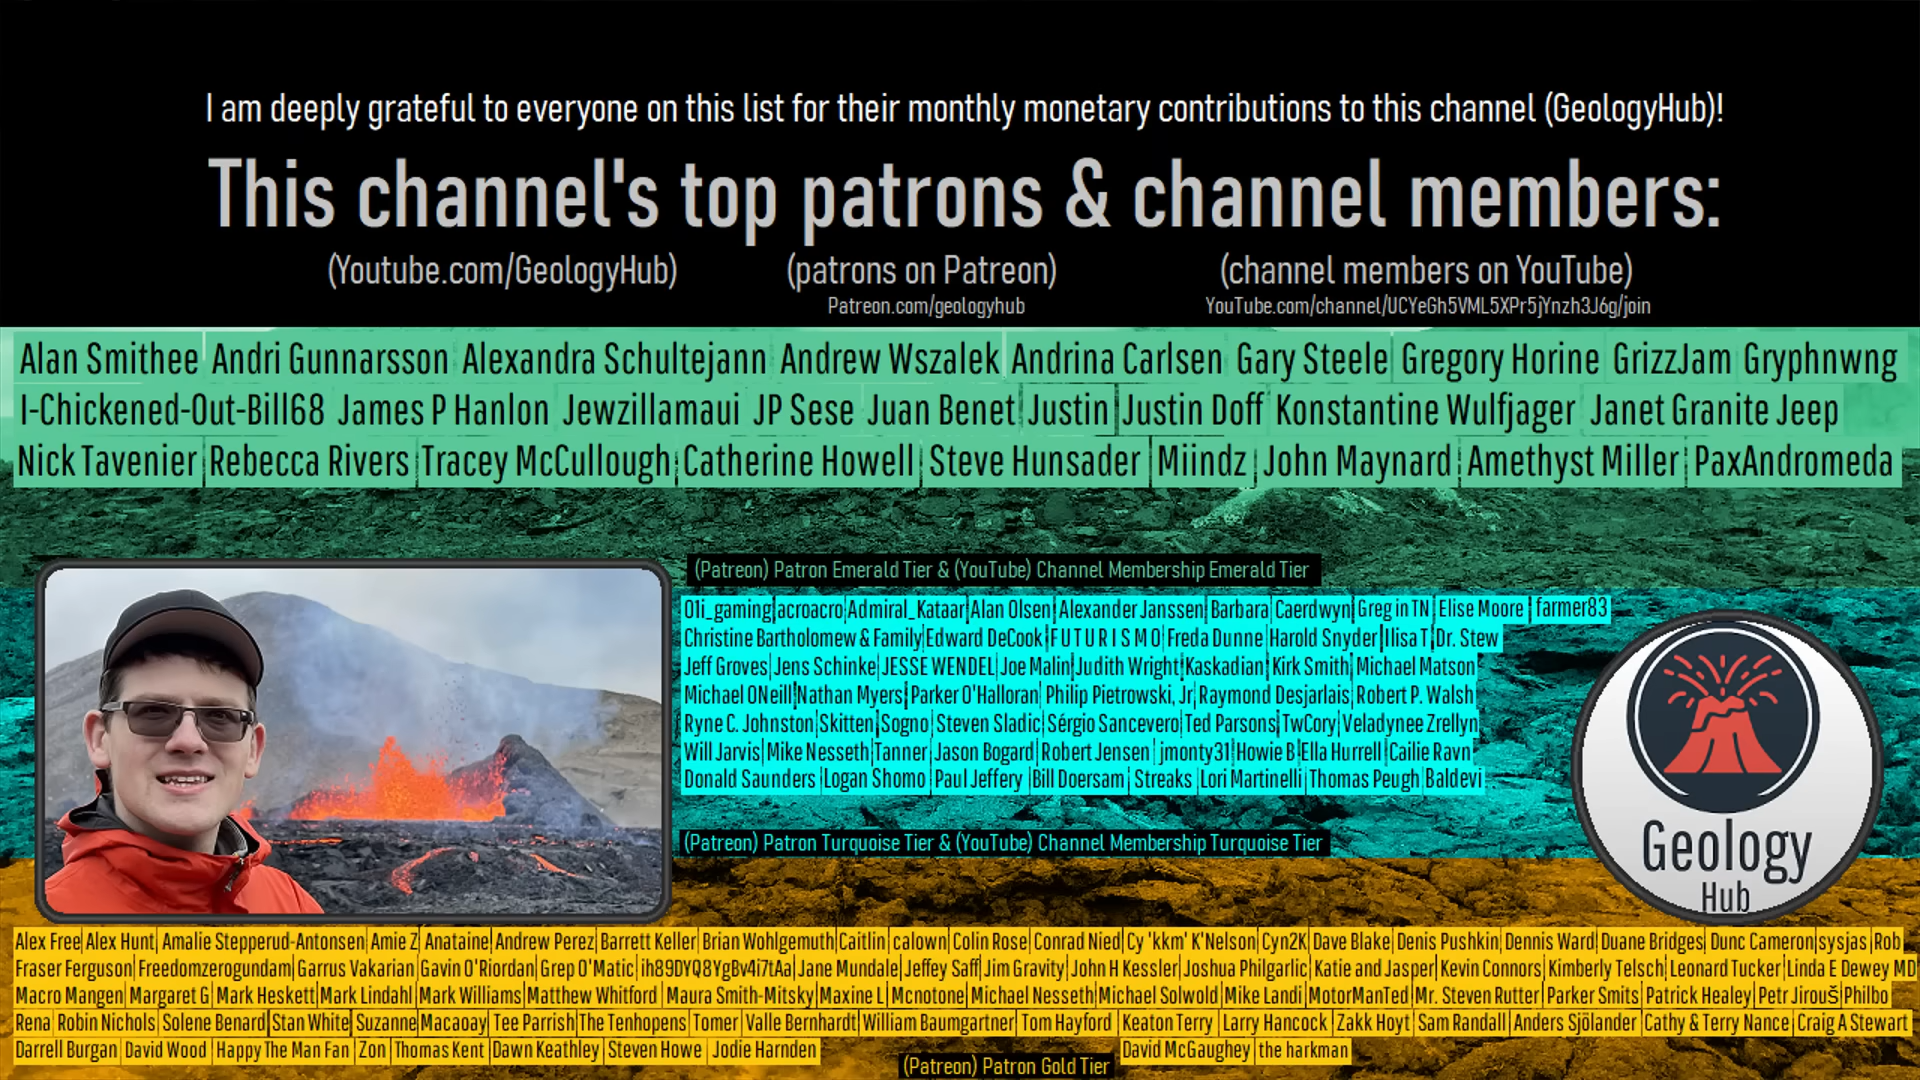 I am deeply grateful to everyone on this list for their monthly monetary contributions to this channel (GeologyHub)!
This channel's top patrons & channel members:
(Youtube.com/GeologyHub) (patrons on Patreon) (channel members on YouTube)
Patreon.com/geologyhub YouTube.com/channel/UCYeGh5VML5XPr5jYnzh3J6g/join
Alan Smithee Andri Gunnarsson Alexandra Schultejann Andrew Wszalek Andrina Carlsen Gary Steele Gregory Horine GrizzJam Gryphnwng
I-Chickened-Out-Bill68 James P Hanlon Jewzillamaui JP Sese Juan Benet Justin Justin Doff Konstantine Wulfjager Janet Granite Jeep
Nick Tavenier Rebecca Rivers Tracey McCullough Catherine Howell Steve Hunsader Miindz John Maynard Amethyst Miller PaxAndromeda
(Patreon) Patron Emerald Tier & (YouTube) Channel Membership Emerald Tier
01i_gaming acroacro Admiral_Kataar Alan Olsen Alexander Janssen Barbara Caerdwyn Greg in TN Elise Moore farmer83
Christine Bartholomew & Family Edward DeCook F U T U R I S M O Freda Dunne Harold Snyder Ilisa T Dr. Stew
Jeff Groves Jens Schinke JESSE WENDEL Joe Malin Judith Wright Kaskadian Kirk Smith Michael Matson
Michael ONeill Nathan Myers Parker O'Halloran Philip Pietrowski, Jr Raymond Desjarlais Robert P. Walsh
Ryne C. Johnston Skitten Sogno Steven Sladic Sérgio Sancevero Ted Parsons TwCory Veladynee Zrellyn
Will Jarvis Mike Nesseth Tanner Jason Bogard Robert Jensen jmonty31 Howie B Ella Hurrell Cailie Ravn
Donald Saunders Logan Shomo Paul Jeffery Bill Doersam Streaks Lori Martinelli Thomas Peugh Baldevi
(Patreon) Patron Turquoise Tier & (YouTube) Channel Membership Turquoise Tier
Geology
Hub
Alex Free Alex Hunt Amalie Stepperud-Antonsen Amie Z Anataine Andrew Perez Barrett Keller Brian Wohlgemuth Caitlin calown Colin Rose Conrad Nied Cy 'kkm' K'Nelson Cyn2K Dave Blake Denis Pushkin Dennis Ward Duane Bridges Dunc Cameron sysjas Rob
Fraser Ferguson Freedomzerogundam Garrus Vakarian Gavin O'Riordan Grep O'Matic ih89DYQ8YgBv4i7tAa Jane Mundale Jeffey Saff Jim Gravity John H Kessler Joshua Philgarlic Katie and Jasper Kevin Connors Kimberly Telsch Leonard Tucker Linda E Dewey MD
Macro Mangen Margaret G Mark Heskett Mark Lindahl Mark Williams Matthew Whitford Maura Smith-Mitsky Maxine L Mcnotone Michael Nesseth Michael Solwold Mike Landi MotorManTed Mr. Steven Rutter Parker Smits Patrick Healey Petr Jirouš Philbo
Rena Robin Nichols Solene Benard Stan White Suzanne Macaoay Tee Parrish The Tenhopens Tomer Valle Bernhardt William Baumgartner Tom Hayford Keaton Terry Larry Hancock Zakk Hoyt Sam Randall Anders Sjölander Cathy & Terry Nance Craig A Stewart
Darrell Burgan David Wood Happy The Man Fan Zon Thomas Kent Dawn Keathley Steven Howe Jodie Harnden David McGaughey the harkman
(Patreon) Patron Gold Tier